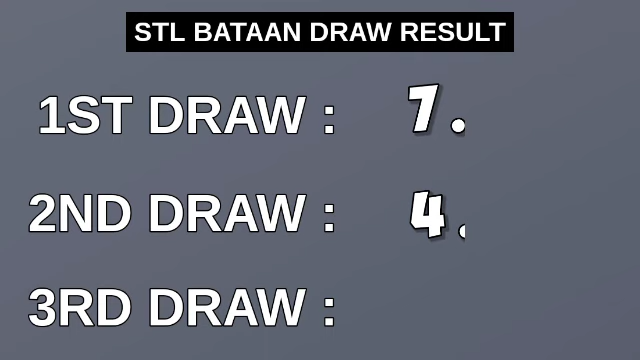 STL BATAAN DRAW RESULT
1ST DRAW : 7.
2ND DRAW : 4.
3RD DRAW :